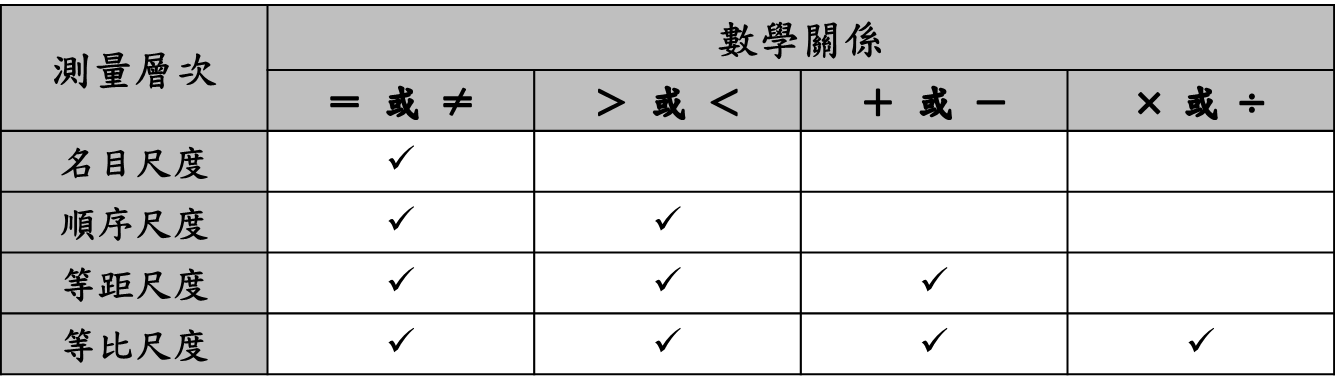 測量層次 數學關係
= 或 ≠ > 或 < + 或 − × 或 ÷
名目尺度 ✓
順序尺度 ✓ ✓
等距尺度 ✓ ✓ ✓
等比尺度 ✓ ✓ ✓ ✓